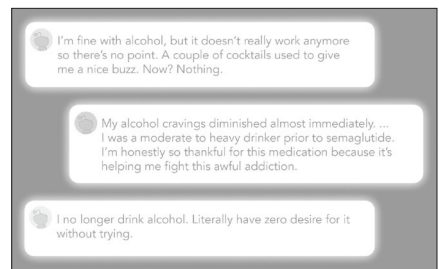 I'm fine with alcohol, but it doesn't really work anymore
so there's no point. A couple of cocktails used to give
me a nice buzz. Now? Nothing.
My alcohol cravings diminished almost immediately. ...
I was a moderate to heavy drinker prior to semaglutide.
I'm honestly so thankful for this medication because it's
helping me fight this awful addiction.
I no longer drink alcohol. Literally have zero desire for it
without trying.